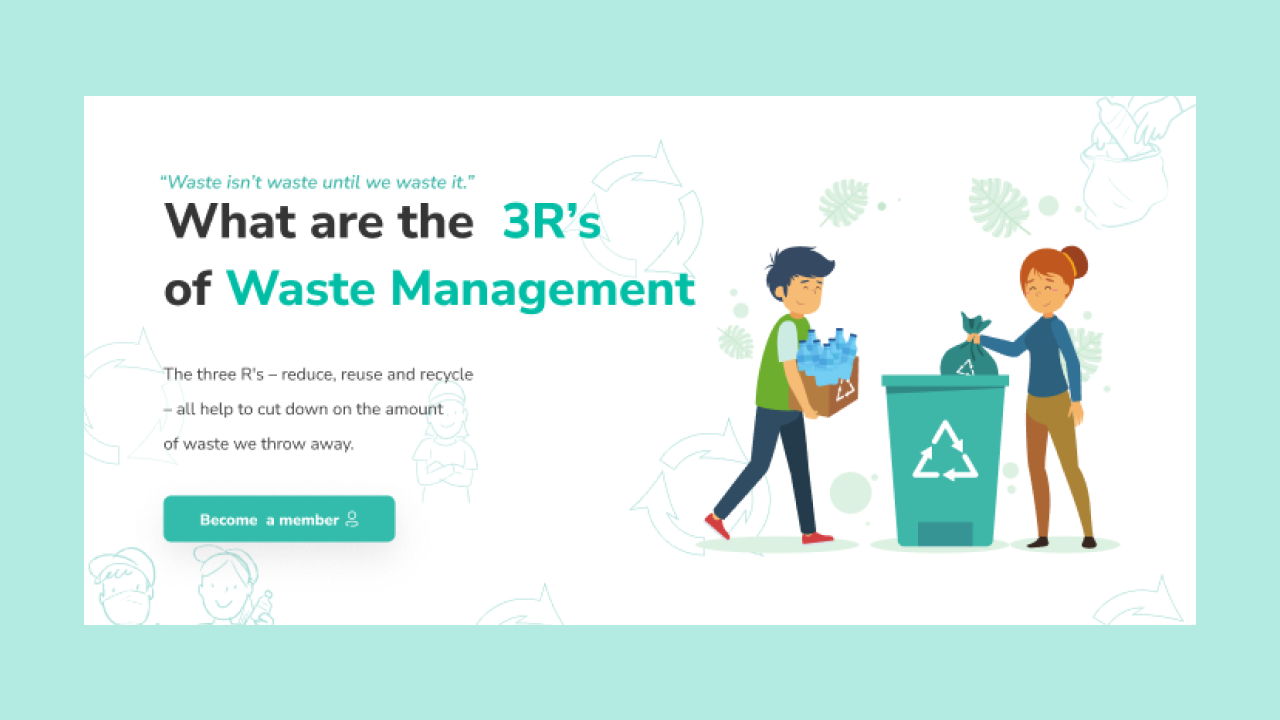 “Waste isn’t waste until we waste it.”
What are the 3R’s
of Waste Management
The three R's – reduce, reuse and recycle
– all help to cut down on the amount
of waste we throw away.
Become a member